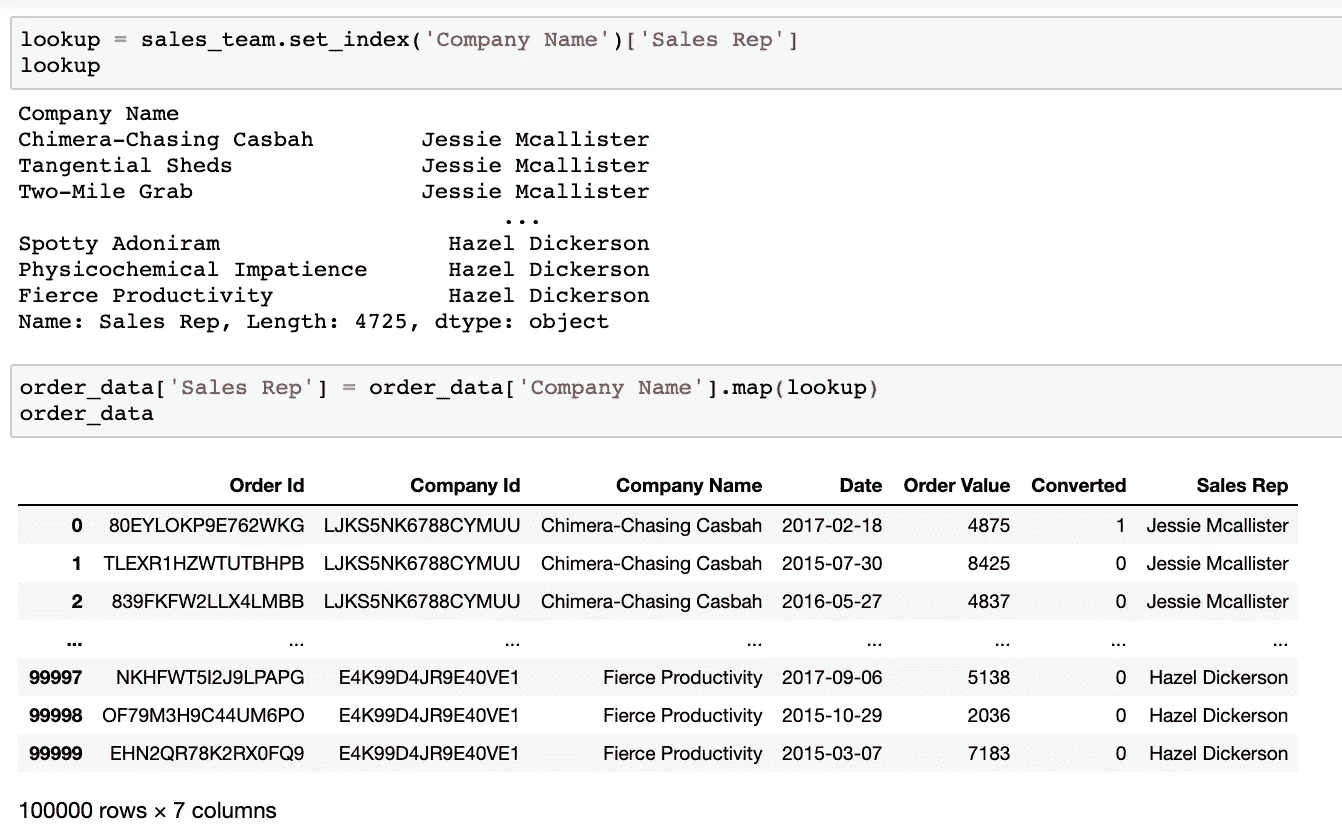 lookup = sales_team.set_index('Company Name')['Sales Rep']
lookup
Company Name
Chimera-Chasing Casbah Jessie Mcallister
Tangential Sheds Jessie Mcallister
Two-Mile Grab Jessie Mcallister
...
Spotty Adoniram Hazel Dickerson
Physicochemical Impatience Hazel Dickerson
Fierce Productivity Hazel Dickerson
Name: Sales Rep, Length: 4725, dtype: object
order_data['Sales Rep'] = order_data['Company Name'].map(lookup)
order_data
Order Id Company Id Company Name Date Order Value Converted Sales Rep
0 80EYLOKP9E762WKG LJKS5NK6788CYMUU Chimera-Chasing Casbah 2017-02-18 4875 1 Jessie Mcallister
1 TLEXR1HZWTUTBHPB LJKS5NK6788CYMUU Chimera-Chasing Casbah 2015-07-30 8425 0 Jessie Mcallister
2 839FKFW2LLX4LMBB LJKS5NK6788CYMUU Chimera-Chasing Casbah 2016-05-27 4837 0 Jessie Mcallister
... ... ... ... ... ... ... ...
99997 NKHFWT5I2J9LPAPG E4K99D4JR9E40VE1 Fierce Productivity 2017-09-06 5138 0 Hazel Dickerson
99998 OF79M3H9C44UM6PO E4K99D4JR9E40VE1 Fierce Productivity 2015-10-29 2036 0 Hazel Dickerson
99999 EHN2QR78K2RX0FQ9 E4K99D4JR9E40VE1 Fierce Productivity 2015-03-07 7183 0 Hazel Dickerson
100000 rows × 7 columns